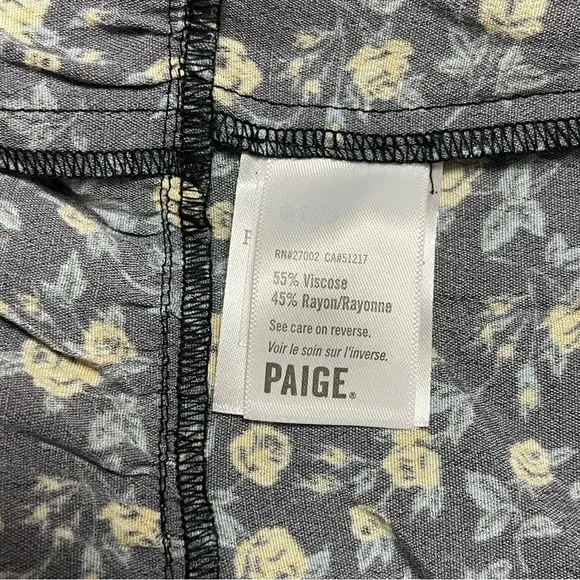 RN#27002 CA#51217
55% Viscose
45% Rayon/Rayonne
See care on reverse.
Voir le soin sur l'inverse.
PAIGE®